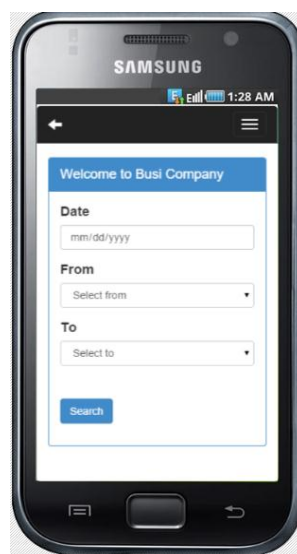 SAMSUNG
1:28 AM
Welcome to Busi Company
Date
mm/dd/yyyy
From
Select from
To
Select to
Search